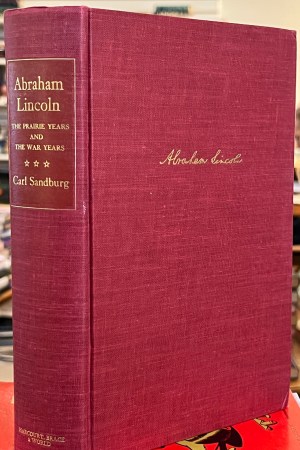 Abraham
Lincoln
THE PRAIRIE YEARS
AND
THE WAR YEARS
Carl Sandburg
HARCOURT, BRACE
& WORLD
Abraham Lincoln